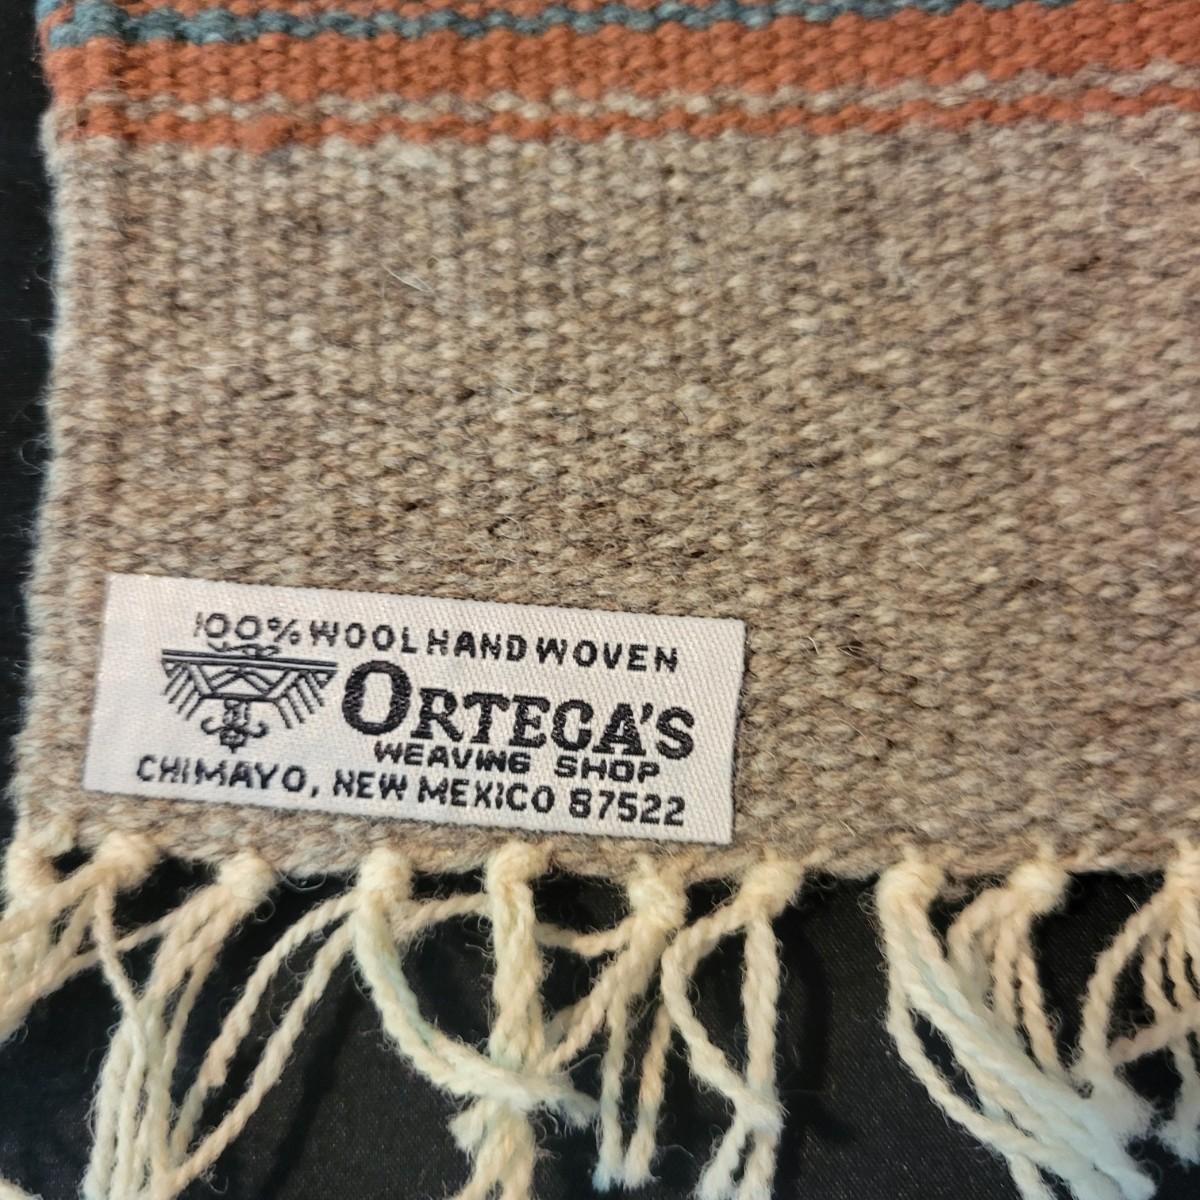 100% WOOL HAND WOVEN
ORTEGA'S
WEAVING SHOP
CHIMAYO, NEW MEXICO 87522